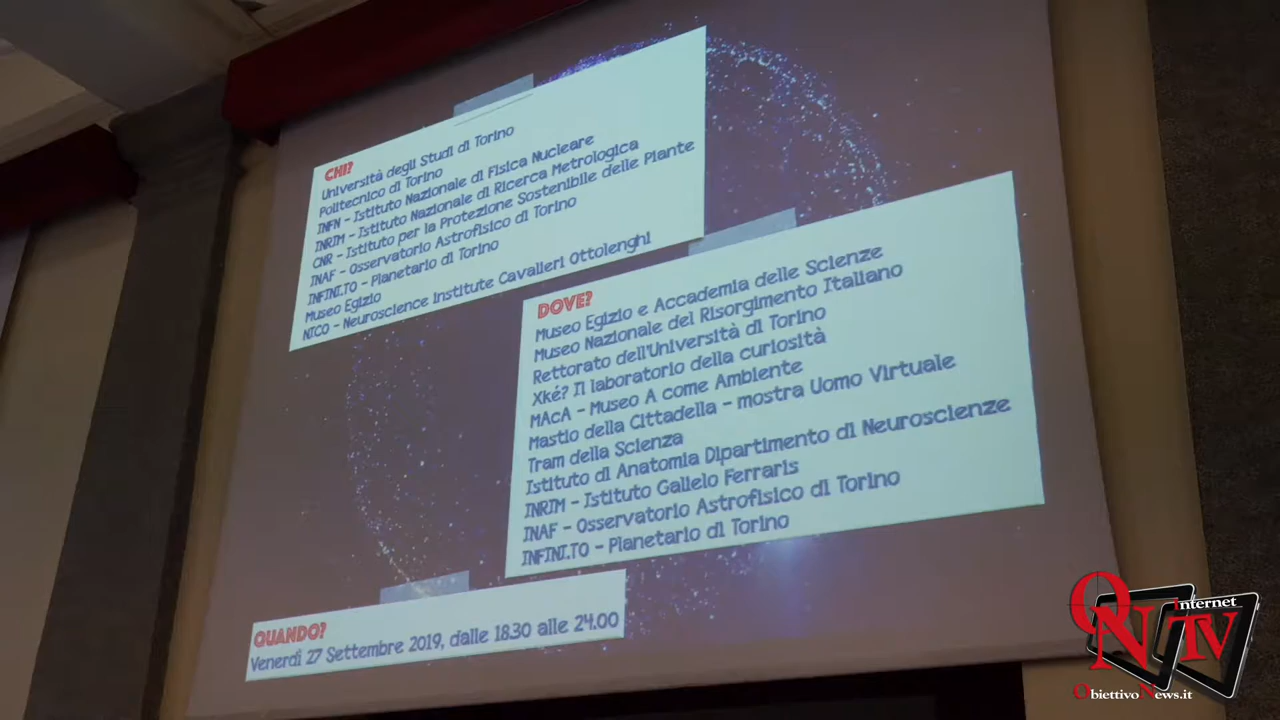 CHI?
Università degli Studi di Torino
Politecnico di Torino
INFN - Istituto Nazionale di Fisica Nucleare
INRIM - Istituto Nazionale di Ricerca Metrologica
CNR - Istituto per la Protezione Sostenibile delle Piante
INAF - Osservatorio Astrofisico di Torino
INFINI.TO - Planetario di Torino
Museo Egizio
NICO - Neuroscience Institute Cavalieri Ottolenghi
DOVE?
Museo Egizio e Accademia delle Scienze
Museo Nazionale del Risorgimento Italiano
Rettorato dell'Università di Torino
Xké? Il laboratorio della curiosità
MAcA - Museo A come Ambiente
Mastio della Cittadella - mostra Uomo Virtuale
Tram della Scienza
Istituto di Anatomia Dipartimento di Neuroscienze
INRIM - Istituto Galielo Ferraris
INAF - Osservatorio Astrofisico di Torino
INFINI.TO - Planetario di Torino
QUANDO?
Venerdì 27 Settembre 2019, dalle 18.30 alle 24.00
ON Internet TV
ObiettivoNews.it